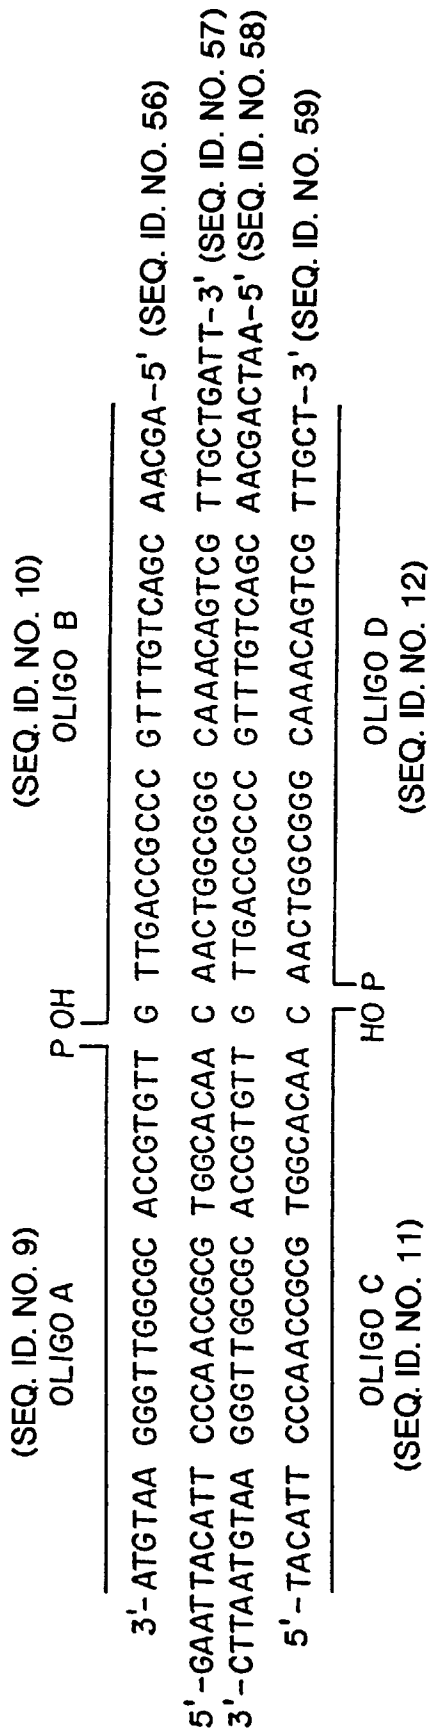 (SEQ. ID. NO. 9) (SEQ. ID. NO. 10)
OLIGO A OLIGO B
P OH
3'-ATGTAA GGGTTGGCGC ACCGTGTT G TTGACCGCCC GTTTGTCAGC AACGA-5' (SEQ. ID. NO. 56)
5'-GAATTACATT CCCAACCGCG TGGCACAA C AACTGGCGGG CAAACAGTCG TTGCTGATT-3' (SEQ. ID. NO. 57)
3'-CTTAATGTAA GGGTTGGCGC ACCGTGTT G TTGACCGCCC GTTTGTCAGC AACGACTAA-5' (SEQ. ID. NO. 58)
5'-TACATT CCCAACCGCG TGGCACAA C AACTGGCGGG CAAACAGTCG TTGCT-3' (SEQ. ID. NO. 59)
HO P
OLIGO C OLIGO D
(SEQ. ID. NO. 11) (SEQ. ID. NO. 12)